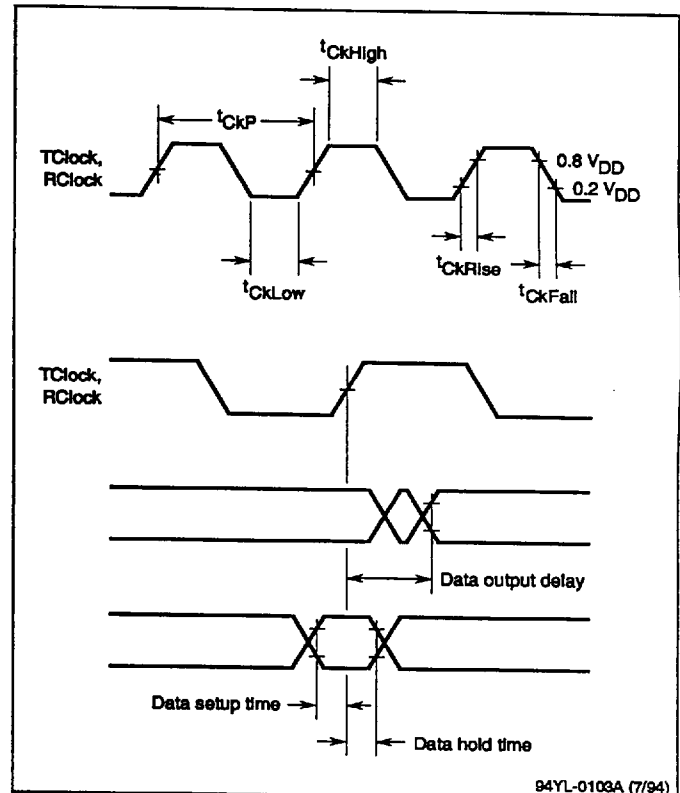 tCkHigh
tCkP
TClock,
RClock
0.8 VDD
0.2 VDD
tCkRise
tCkFall
tCkLow
TClock,
RClock
Data output delay
Data setup time
Data hold time
94YL-0103A (7/94)